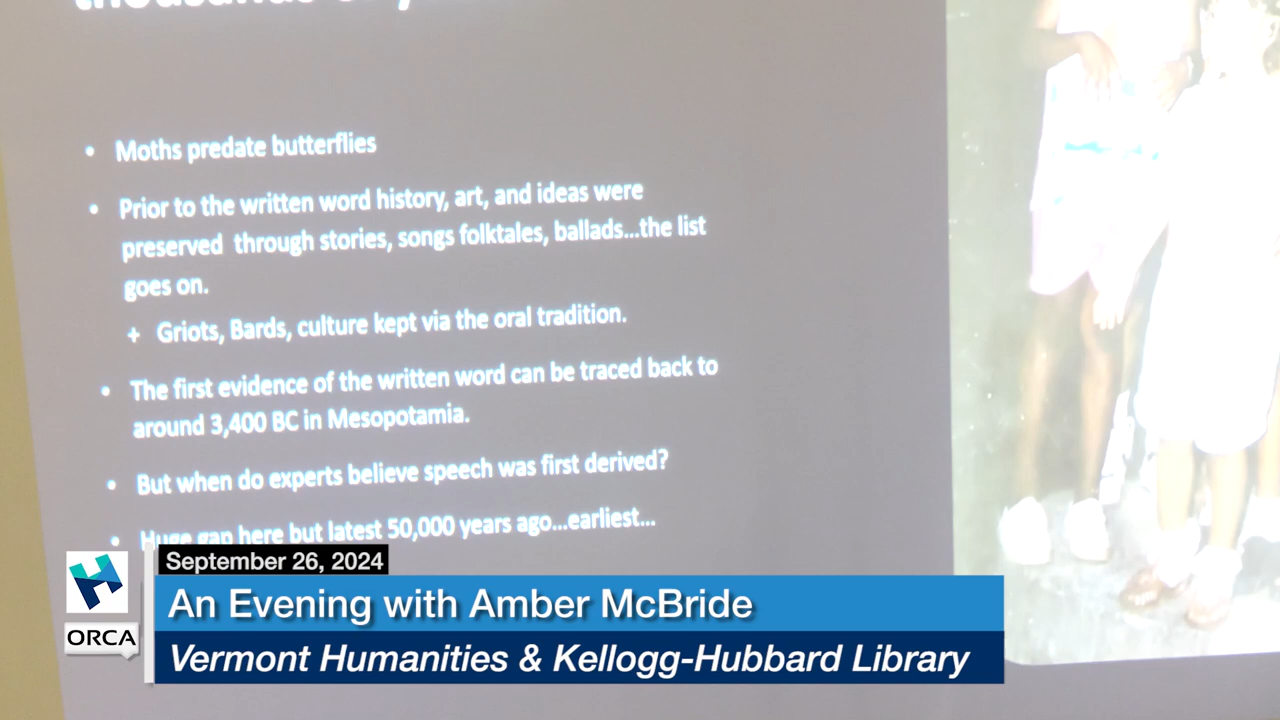 • Moths predate butterflies
• Prior to the written word history, art, and ideas were
preserved through stories, songs folktales, ballads...the list
goes on.
+ Griots, Bards, culture kept via the oral tradition.
• The first evidence of the written word can be traced back to
around 3,400 BC in Mesopotamia.
• But when do experts believe speech was first derived?
• Huge gap here but latest 50,000 years ago...earliest...
September 26, 2024
An Evening with Amber McBride
ORCA
Vermont Humanities & Kellogg-Hubbard Library